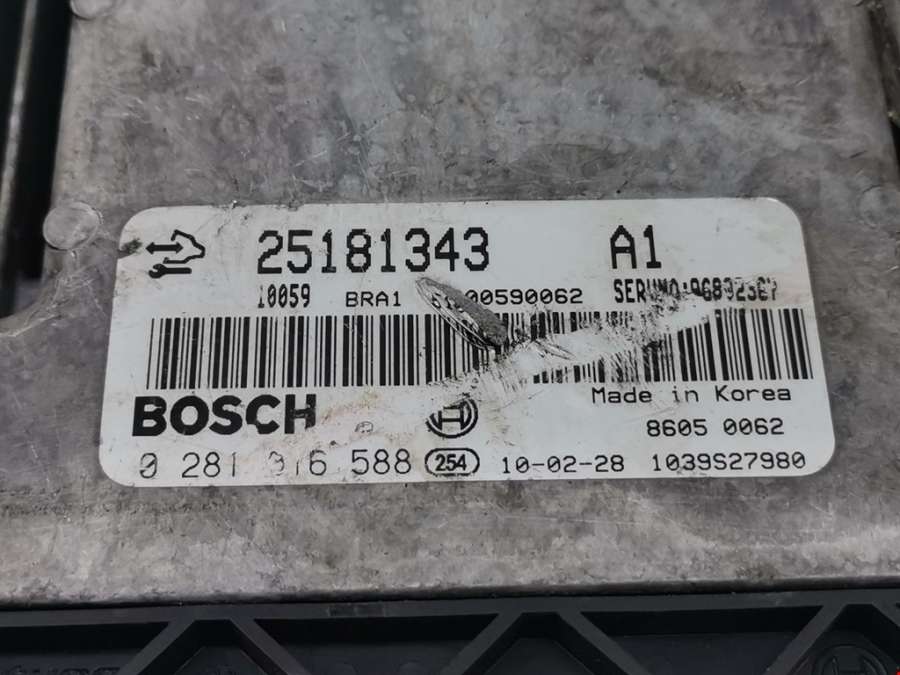 25181343 A1
10059 BRA1
BOSCH
Made in Korea
8605 0062
0 281 016 588 254 10-02-28 1039S27980